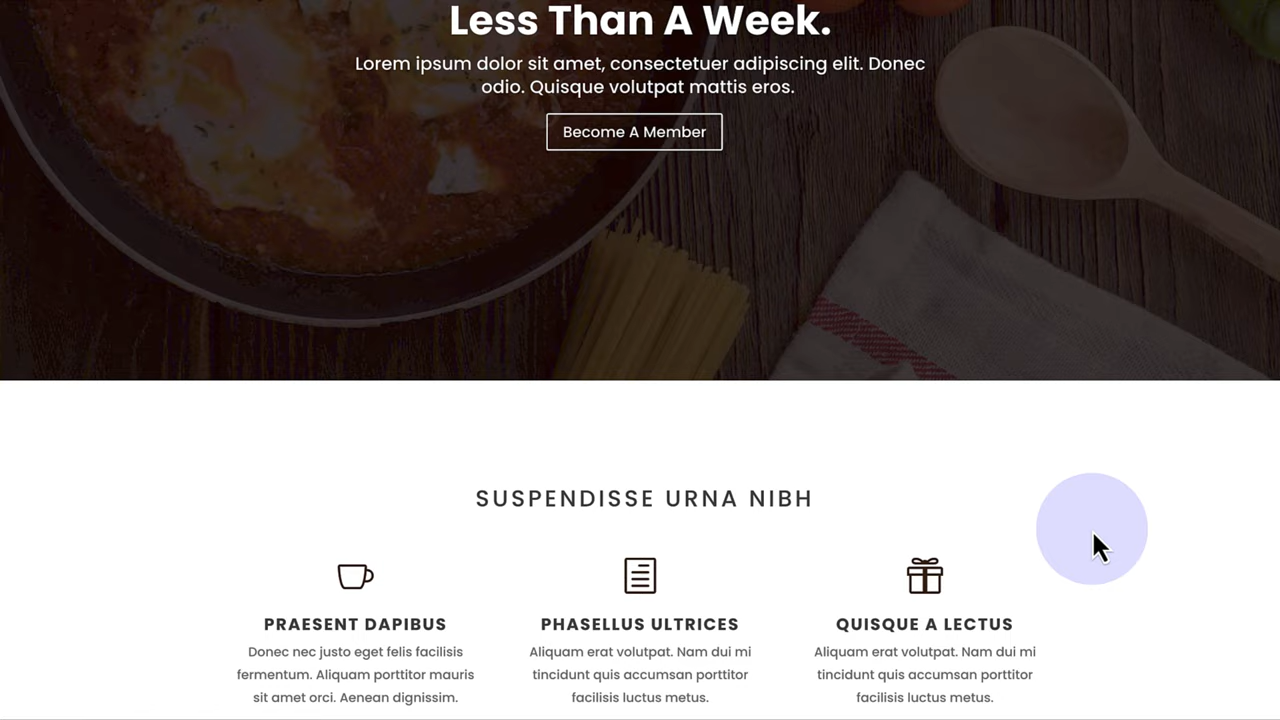 Less Than A Week.
Lorem ipsum dolor sit amet, consectetuer adipiscing elit. Donec
odio. Quisque volutpat mattis eros.
Become A Member
SUSPENDISSE URNA NIBH
PRAESENT DAPIBUS
Donec nec justo eget felis facilisis
fermentum. Aliquam porttitor mauris
sit amet orci. Aenean dignissim.
PHASELLUS ULTRICES
Aliquam erat volutpat. Nam dui mi
tincidunt quis accumsan porttitor
facilisis luctus metus.
QUISQUE A LECTUS
Aliquam erat volutpat. Nam dui mi
tincidunt quis accumsan porttitor
facilisis luctus metus.